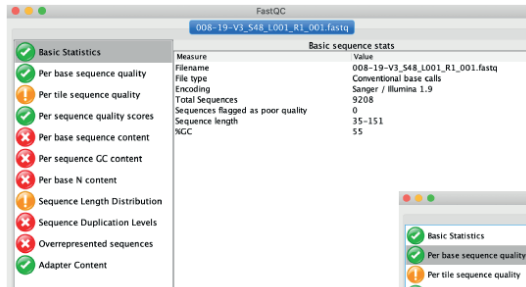 FastQC
008-19-V3_S48_L001_R1_001.fastq
Basic Statistics
Per base sequence quality
Per tile sequence quality
Per sequence quality scores
Per base sequence content
Per sequence GC content
Per base N content
Sequence Length Distribution
Sequence Duplication Levels
Overrepresented sequences
Adapter Content
Basic sequence stats
Measure Value
Filename 008-19-V3_S48_L001_R1_001.fastq
File type Conventional base calls
Encoding Sanger / Illumina 1.9
Total Sequences 9208
Sequences flagged as poor quality 0
Sequence length 35-151
%GC 55
Basic Statistics
Per base sequence quality
Per tile sequence quality